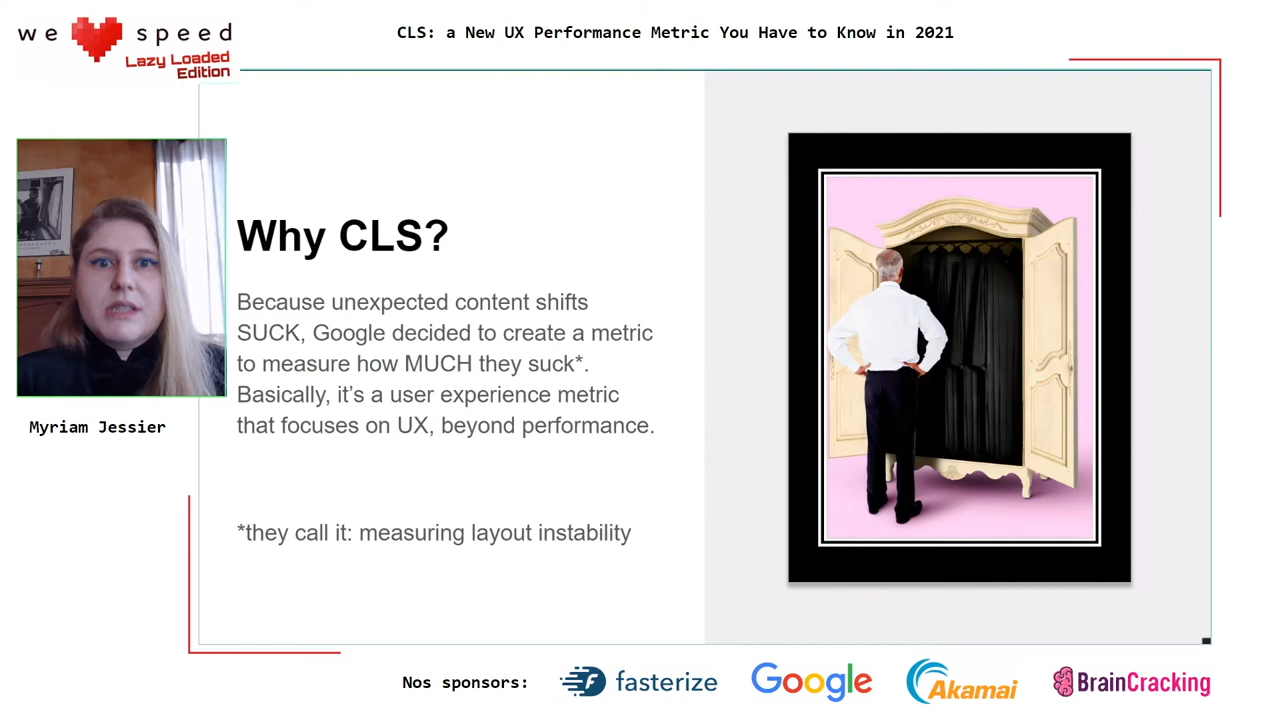 we speed
Lazy Loaded
Edition
CLS: a New UX Performance Metric You Have to Know in 2021
Why CLS?
Because unexpected content shifts
SUCK, Google decided to create a metric
to measure how MUCH they suck*.
Basically, it's a user experience metric
that focuses on UX, beyond performance.
*they call it: measuring layout instability
Myriam Jessier
Nos sponsors:
fasterize
Google
Akamai
BrainCracking